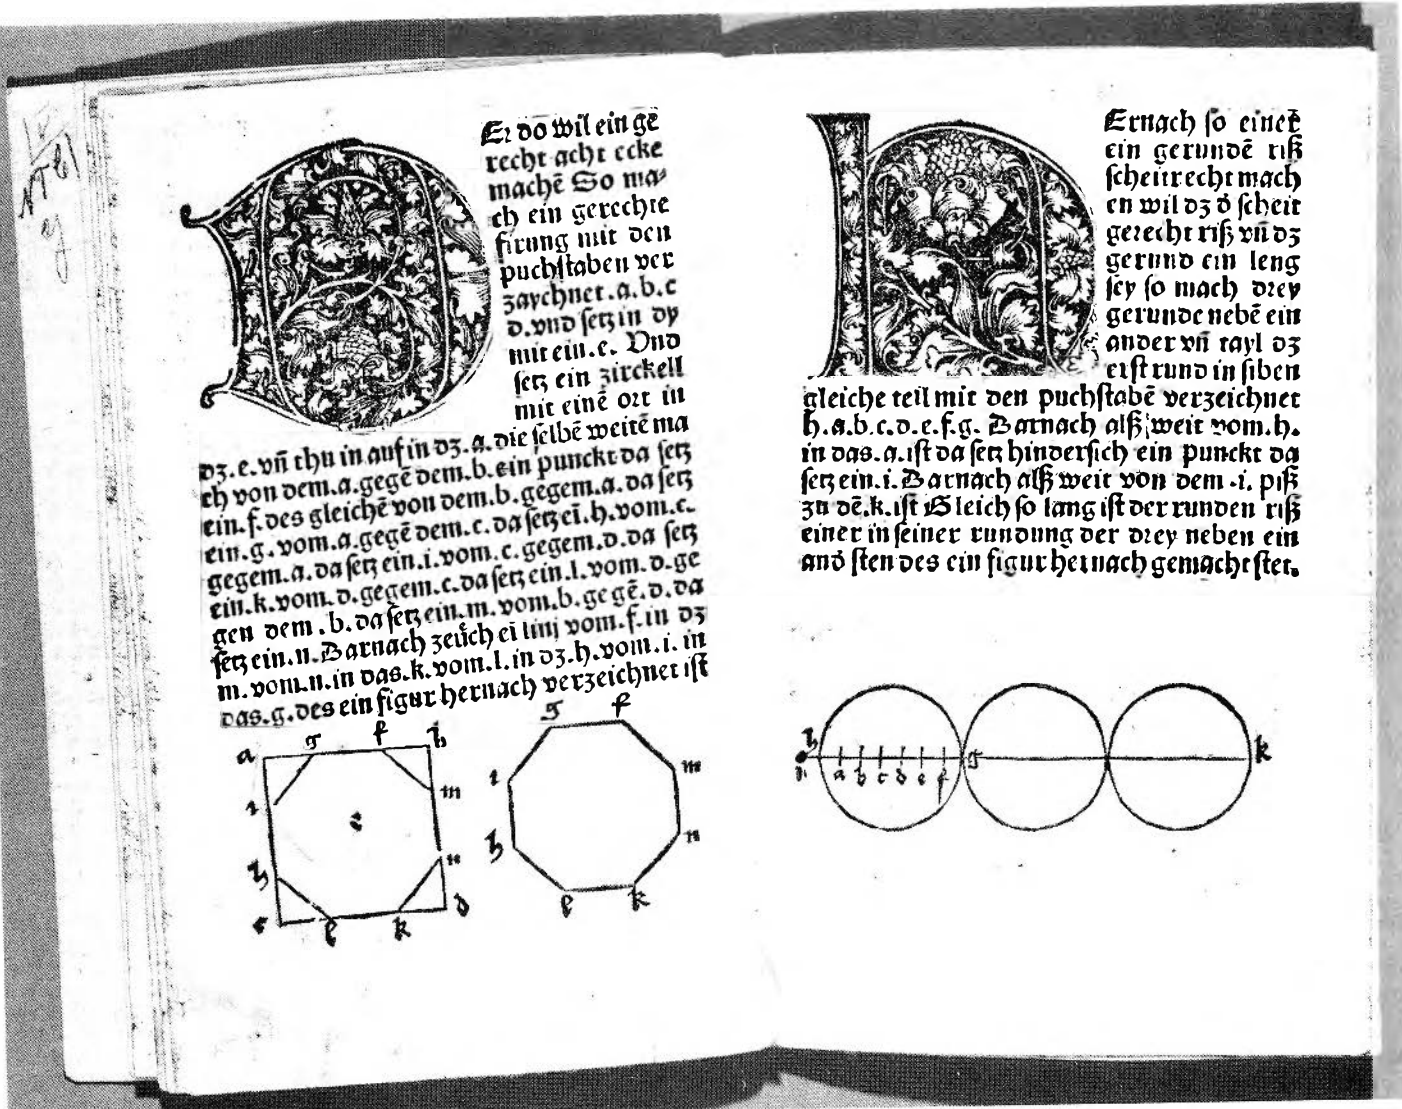 Er do wil ein gē
recht acht ecke
machē So ma⸗
ch ein gerechte
firung mit den
puchſtaben ver
zaychnet.a.b.c
d.vnd ſetz in dy
mit ein.e. Vnd
ſetz ein zirckell
mit einē ort in
dz.e.vñ thu in auf in dz.a.die ſelbē weitē ma
ch von dem.a.gegē dem.b.ein punckt da ſetz
ein.f.des gleichē von dem.b.gegem.a.da ſetz
ein.g.vom.a.gegē dem.c.da ſetz eī.h.vom.c.
gegem.a.da ſetz ein.i.vom.c.gegem.d.da ſetz
ein.k.vom.d.gegem.c.da ſetz ein.l.vom.d.ge
gen dem.b.da ſetz ein.m.vom.b.gegē.d.da
ſetz ein.n.Darnach zeuͤch ei linj vom.f.in dz
m.vom.n.in das.k.vom.l.in dz.h.vom.i.in
das.g.des ein figur hernach verzeichnet iſt
a g f b
i m
e
h n
c l k d
g f
i m
h n
l k
Ernach ſo einer
ein gerundē riß
ſcheitrecht mach
en wil dz d̄ ſcheit
gerecht riß vñ dz
gerund ein leng
ſey ſo mach drey
gerunde nebē ein
ander vñ tayl dz
erſt rund in ſiben
gleiche teil mit den puchſtabē verzeichnet
h.a.b.c.d.e.f.g. Darnach alß weit vom.h.
in das.a.iſt da ſetz hinderſich ein punckt da
ſetz ein.i.Darnach alß weit von dem.i.piß
zu dē.k.iſt Gleich ſo lang iſt der runden riß
einer in ſeiner rundung der drey neben ein
and̄ ſten des ein figur hernach gemacht ſtet.
h g k
i a b c d e f